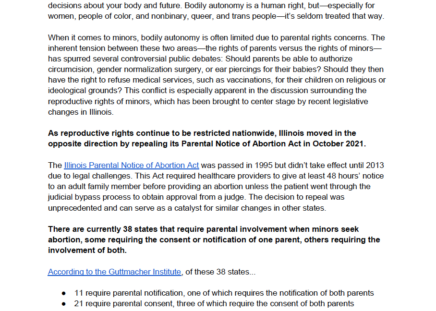 decisions about your body and future. Bodily autonomy is a human right, but—especially for
women, people of color, and nonbinary, queer, and trans people—it's seldom treated that way.
When it comes to minors, bodily autonomy is often limited due to parental rights concerns. The
inherent tension between these two areas—the rights of parents versus the rights of minors—
has spurred several controversial public debates: Should parents be able to authorize
circumcision, gender normalization surgery, or ear piercings for their babies? Should they then
have the right to refuse medical services, such as vaccinations, for their children on religious or
ideological grounds? This conflict is especially apparent in the discussion surrounding the
reproductive rights of minors, which has been brought to center stage by recent legislative
changes in Illinois.
As reproductive rights continue to be restricted nationwide, Illinois moved in the
opposite direction by repealing its Parental Notice of Abortion Act in October 2021.
The Illinois Parental Notice of Abortion Act was passed in 1995 but didn't take effect until 2013
due to legal challenges. This Act required healthcare providers to give at least 48 hours' notice
to an adult family member before providing an abortion unless the patient went through the
judicial bypass process to obtain approval from a judge. The decision to repeal was
unprecedented and can serve as a catalyst for similar changes in other states.
There are currently 38 states that require parental involvement when minors seek
abortion, some requiring the consent or notification of one parent, others requiring the
involvement of both.
According to the Guttmacher Institute, of these 38 states...
● 11 require parental notification, one of which requires the notification of both parents
● 21 require parental consent, three of which require the consent of both parents